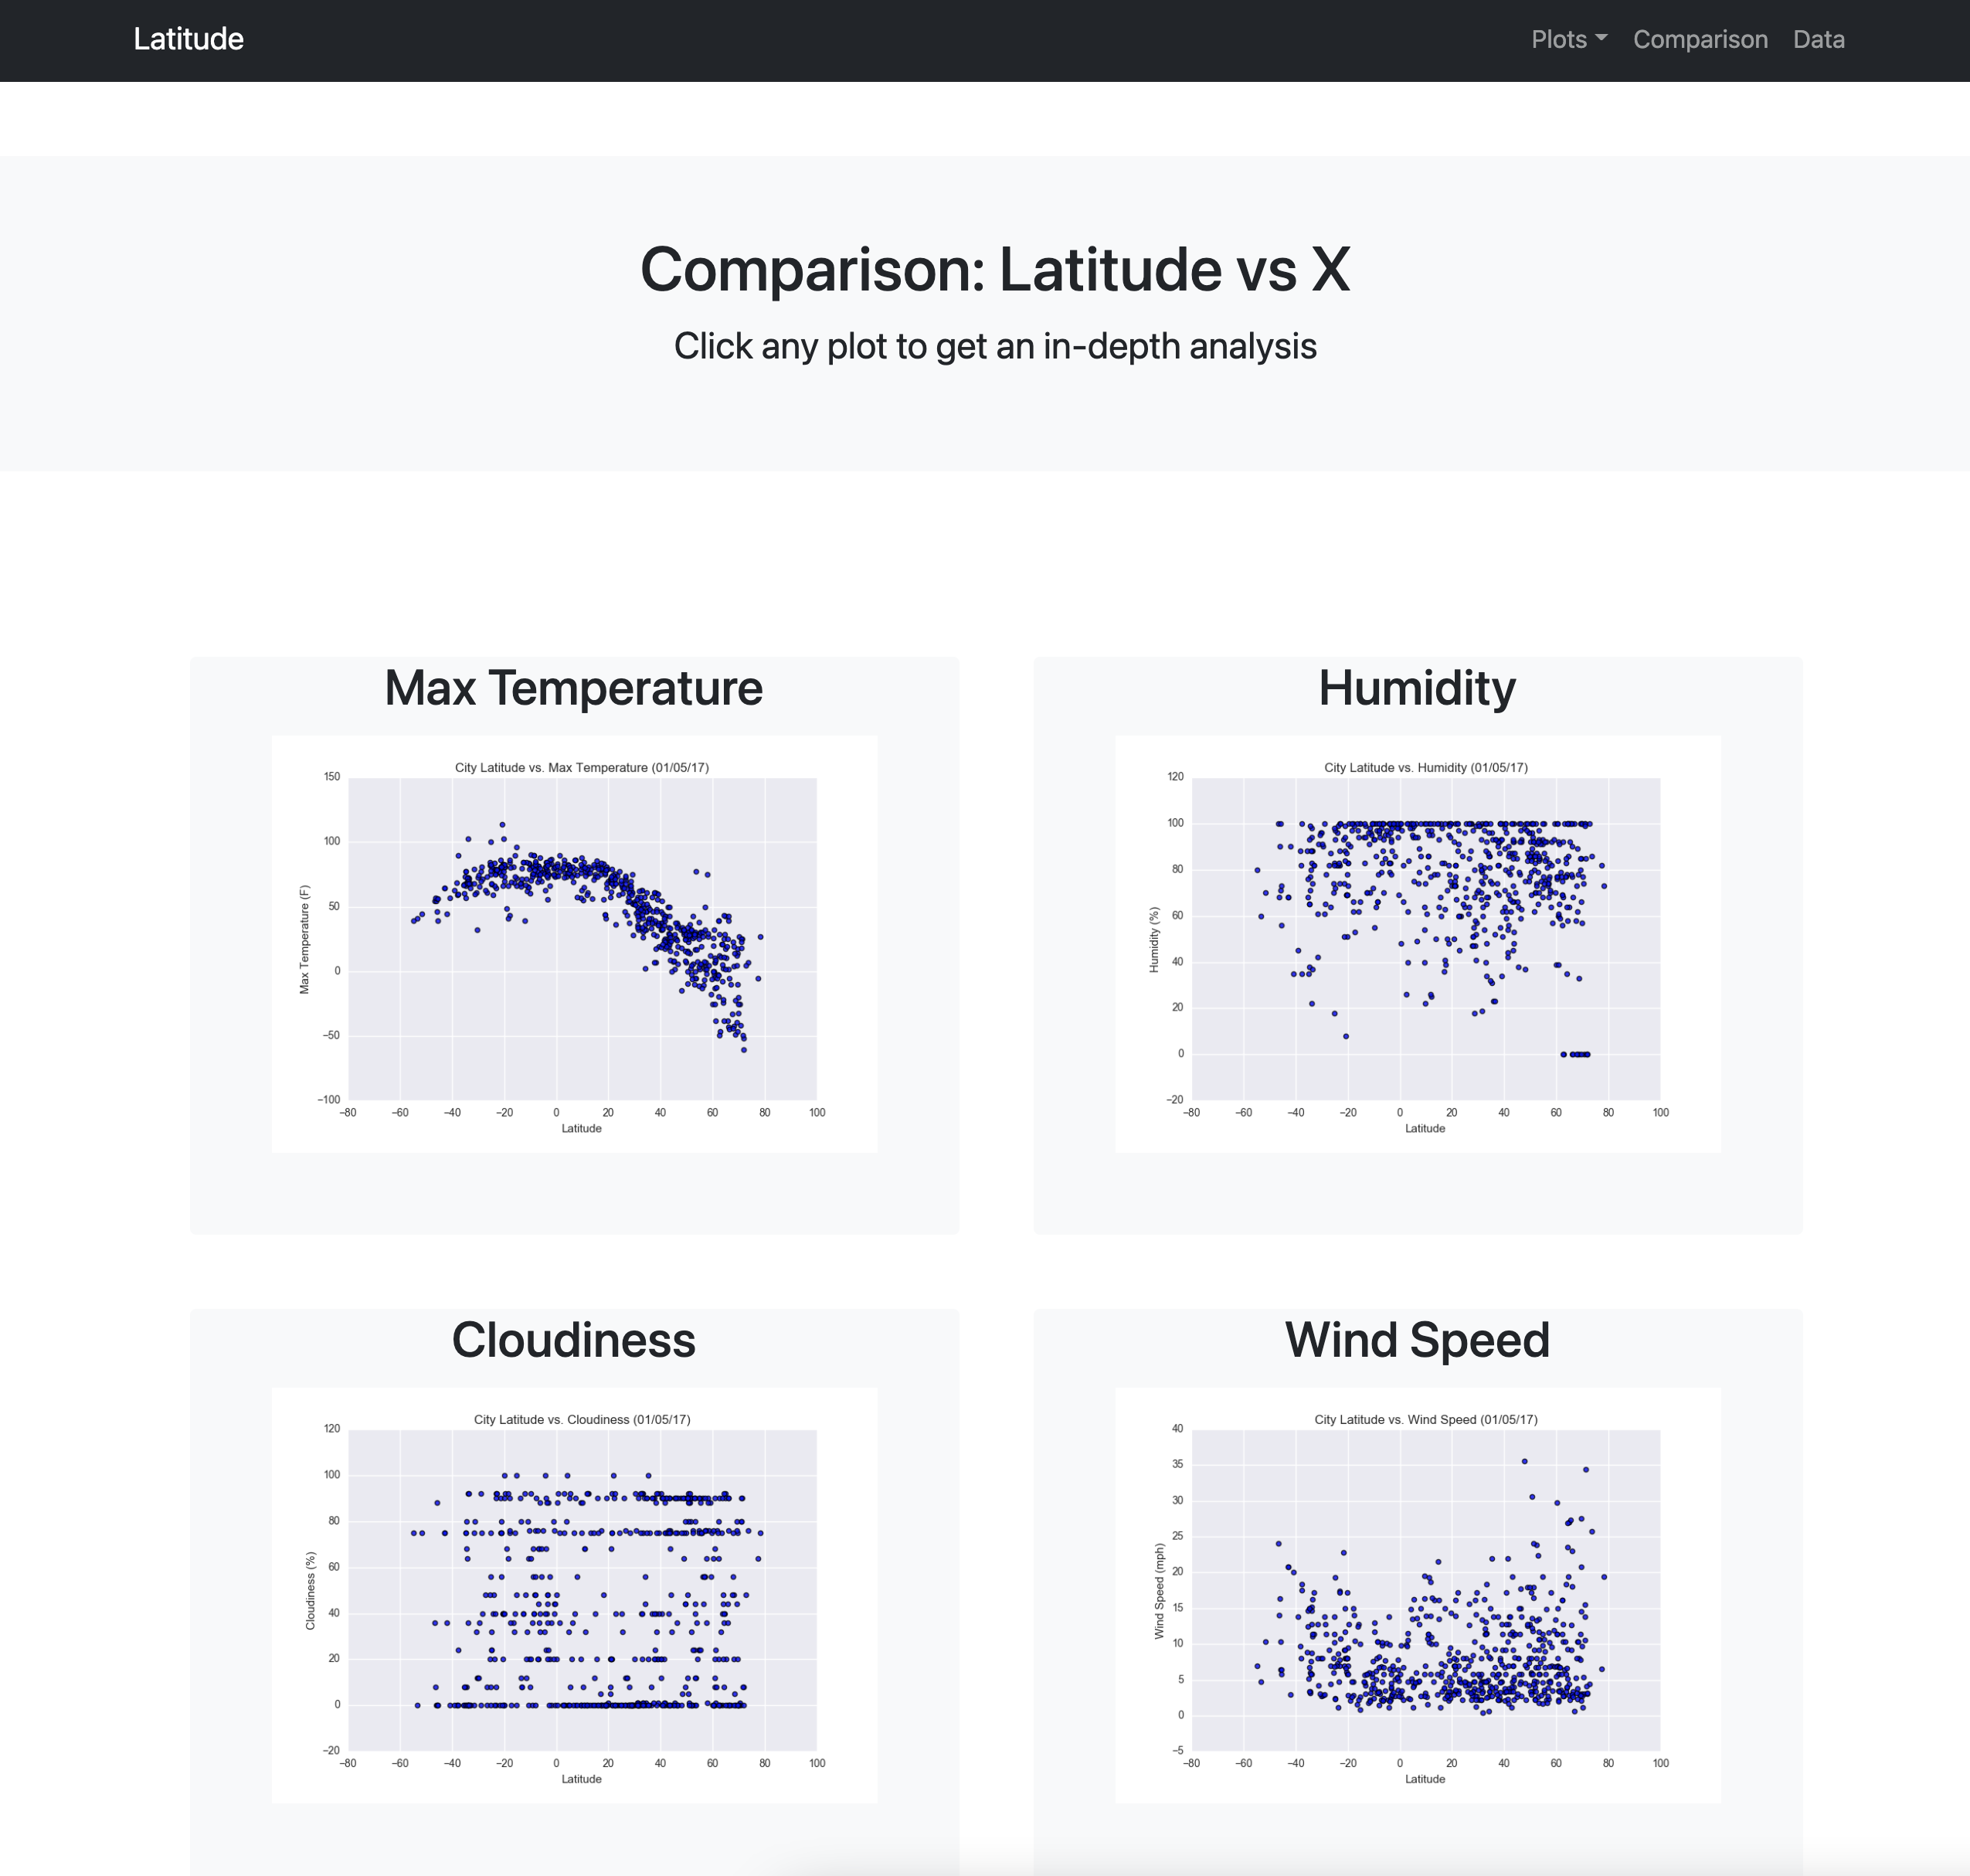 Latitude
Plots Comparison Data
Comparison: Latitude vs X
Click any plot to get an in-depth analysis
Max Temperature
City Latitude vs. Max Temperature (01/05/17)
150
100
50
0
−50
−100
Max Temperature (F)
−80 −60 −40 −20 0 20 40 60 80 100
Latitude
Humidity
City Latitude vs. Humidity (01/05/17)
120
100
80
60
40
20
0
−20
Humidity (%)
−80 −60 −40 −20 0 20 40 60 80 100
Latitude
Cloudiness
City Latitude vs. Cloudiness (01/05/17)
120
100
80
60
40
20
0
−20
Cloudiness (%)
−80 −60 −40 −20 0 20 40 60 80 100
Latitude
Wind Speed
City Latitude vs. Wind Speed (01/05/17)
40
35
30
25
20
15
10
5
0
−5
Wind Speed (mph)
−80 −60 −40 −20 0 20 40 60 80 100
Latitude